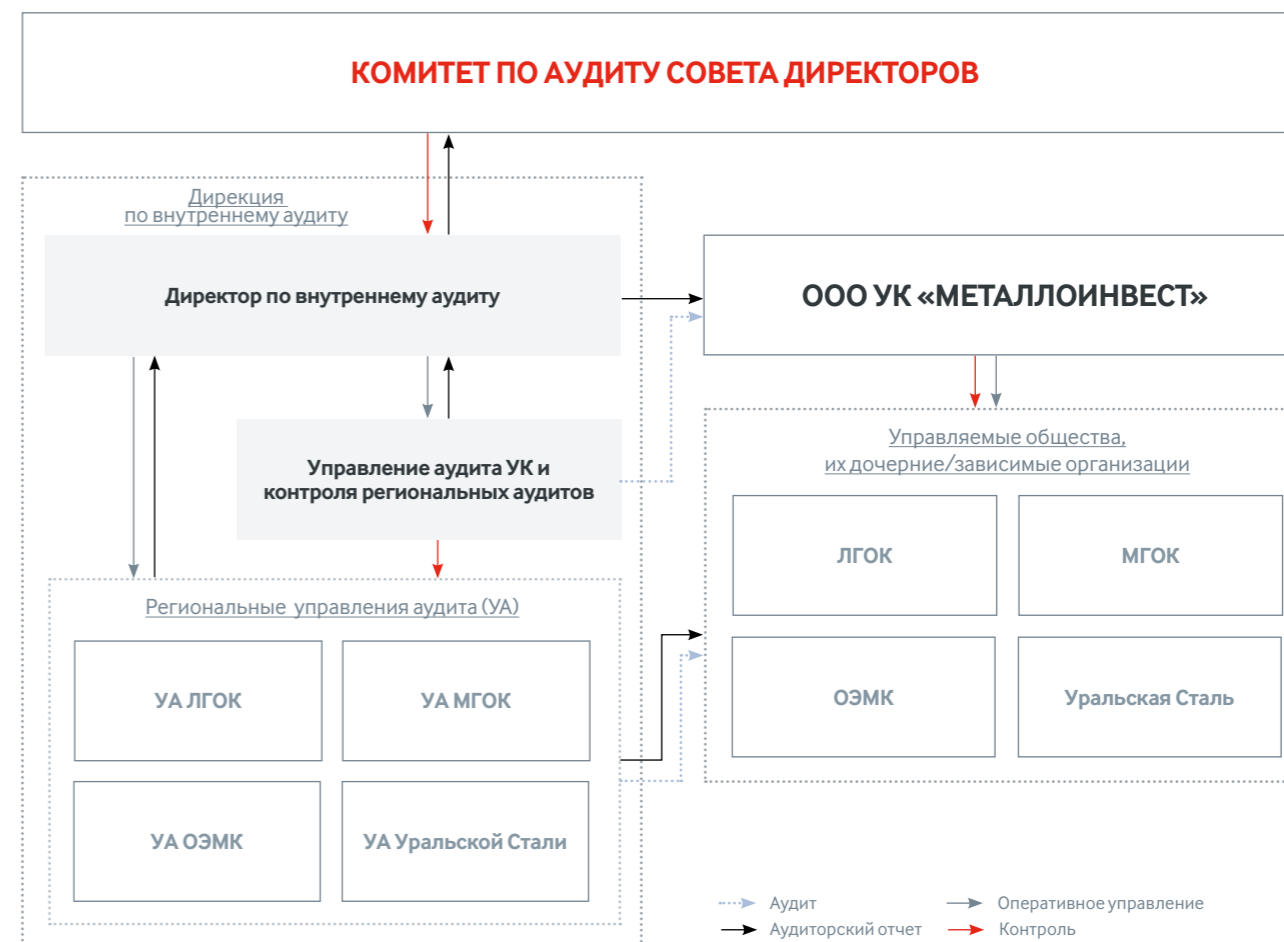 КОМИТЕТ ПО АУДИТУ СОВЕТА ДИРЕКТОРОВ
Дирекция
по внутреннему аудиту
Директор по внутреннему аудиту
ООО УК «МЕТАЛЛОИНВЕСТ»
Управление аудита УК и
контроля региональных аудитов
Управляемые общества,
их дочерние/зависимые организации
ЛГОК
МГОК
ОЭМК
Уральская Сталь
Региональные управления аудита (УА)
УА ЛГОК
УА МГОК
УА ОЭМК
УА Уральской Стали
Аудит
Оперативное управление
Аудиторский отчет
Контроль